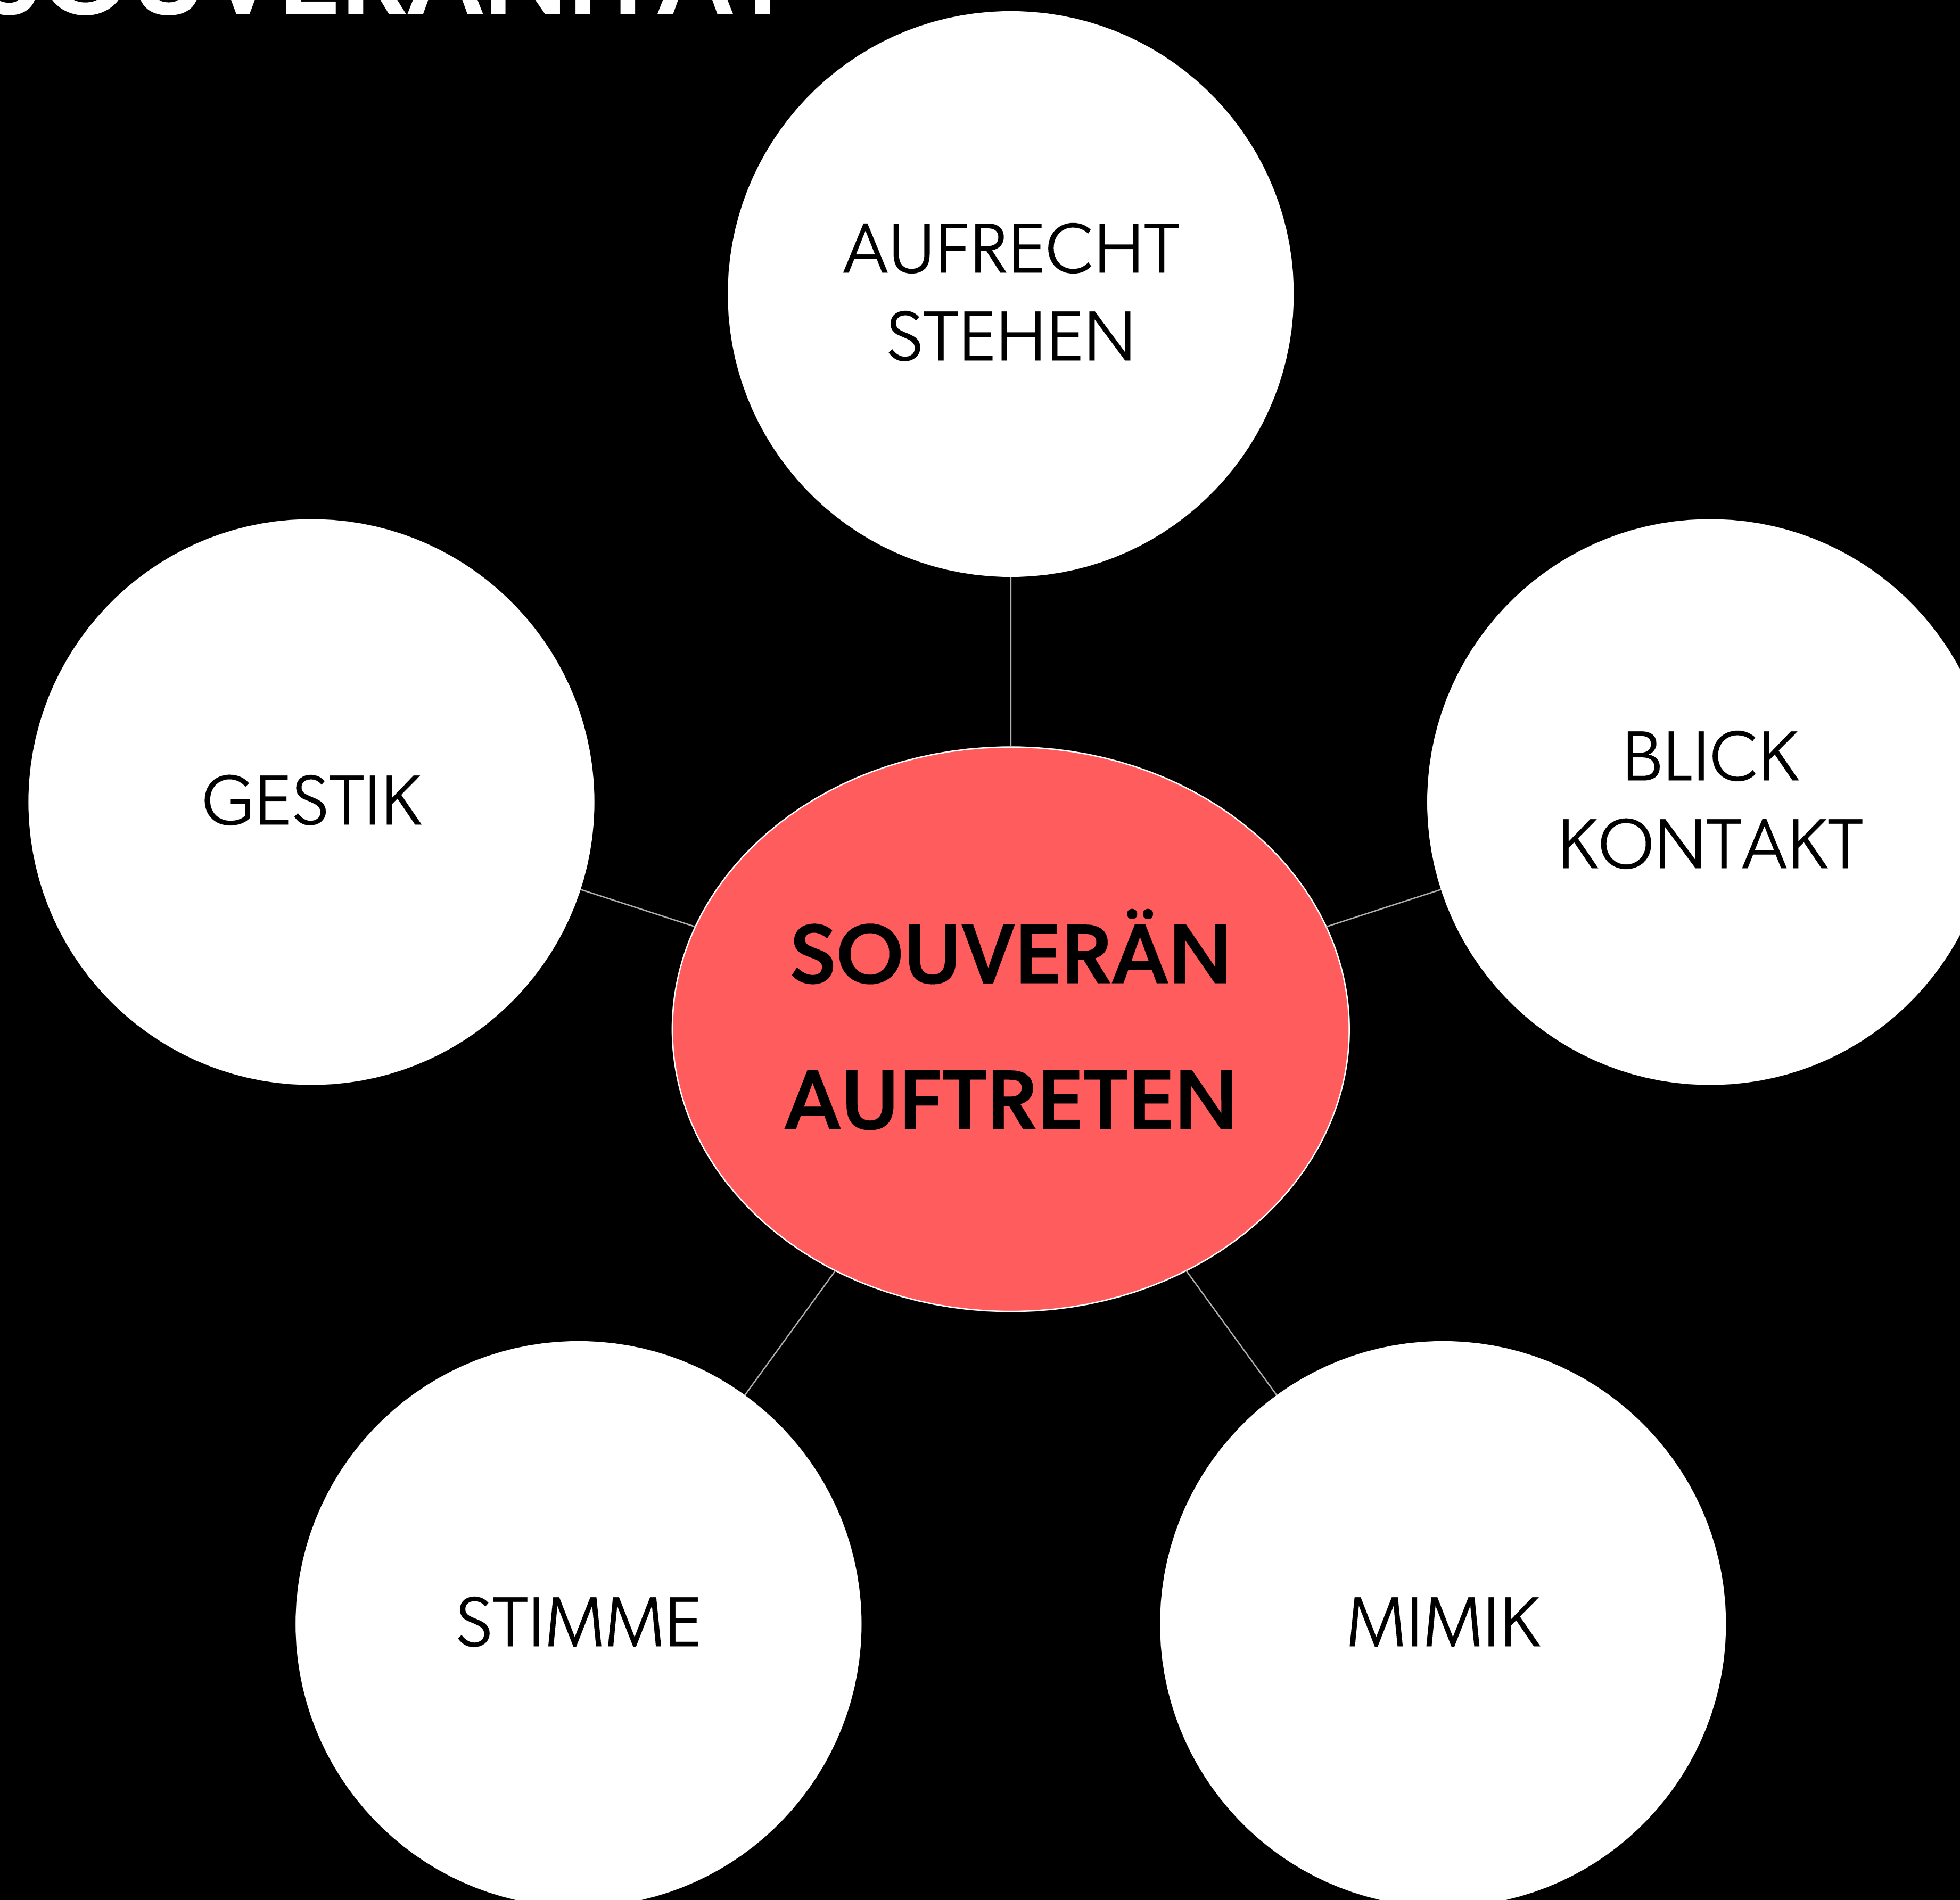 AUFRECHT
STEHEN
GESTIK
BLICK
KONTAKT
SOUVERÄN
AUFTRETEN
STIMME
MIMIK